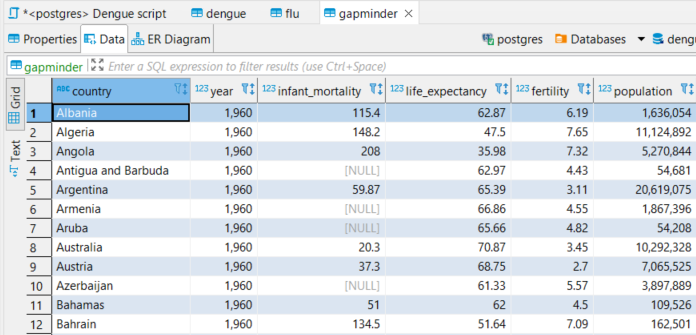 *<postgres> Dengue script dengue flu gapminder
Properties Data ER Diagram postgres Databases deng
gapminder Enter a SQL expression to filter results (use Ctrl+Space)
Grid
Text
ABC country 123 year 123 infant_mortality 123 life_expectancy 123 fertility 123 population
1 Albania 1,960 115.4 62.87 6.19 1,636,054
2 Algeria 1,960 148.2 47.5 7.65 11,124,892
3 Angola 1,960 208 35.98 7.32 5,270,844
4 Antigua and Barbuda 1,960 [NULL] 62.97 4.43 54,681
5 Argentina 1,960 59.87 65.39 3.11 20,619,075
6 Armenia 1,960 [NULL] 66.86 4.55 1,867,396
7 Aruba 1,960 [NULL] 65.66 4.82 54,208
8 Australia 1,960 20.3 70.87 3.45 10,292,328
9 Austria 1,960 37.3 68.75 2.7 7,065,525
10 Azerbaijan 1,960 [NULL] 61.33 5.57 3,897,889
11 Bahamas 1,960 51 62 4.5 109,526
12 Bahrain 1,960 134.5 51.64 7.09 162,501